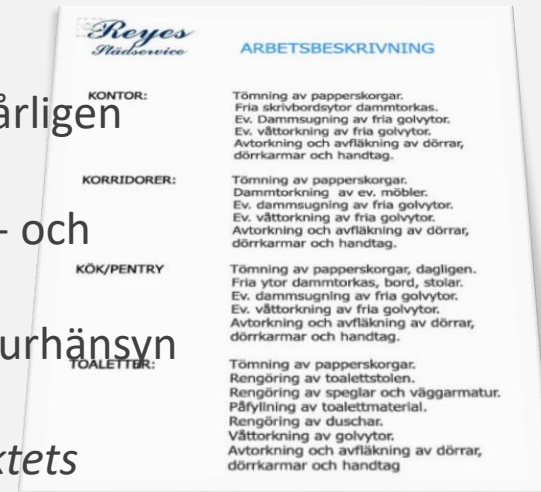 årligen
- och
urhänsyn
ktets
Reyes
Städservice
ARBETSBESKRIVNING
KONTOR:
Tömning av papperskorgar.
Fria skrivbordsytor dammtorkas.
Ev. Dammsugning av fria golvytor.
Ev. våttorkning av fria golvytor.
Avtorkning och avfläkning av dörrar,
dörrkarmar och handtag.
KORRIDORER:
Tömning av papperskorgar.
Dammtorkning av ev. möbler.
Ev. dammsugning av fria golvytor.
Ev. våttorkning av fria golvytor.
Avtorkning och avfläkning av dörrar,
dörrkarmar och handtag.
KÖK/PENTRY
Tömning av papperskorgar, dagligen.
Fria ytor dammtorkas, bord, stolar.
Ev. dammsugning av fria golvytor.
Ev. våttorkning av fria golvytor.
Avtorkning och avfläkning av dörrar,
dörrkarmar och handtag.
TOALETTER:
Tömning av papperskorgar.
Rengöring av toalettstolen.
Rengöring av speglar och väggarmatur.
Påfyllning av toalettmaterial.
Rengöring av duschar.
Våttorkning av golvytor.
Avtorkning och avfläkning av dörrar,
dörrkarmar och handtag